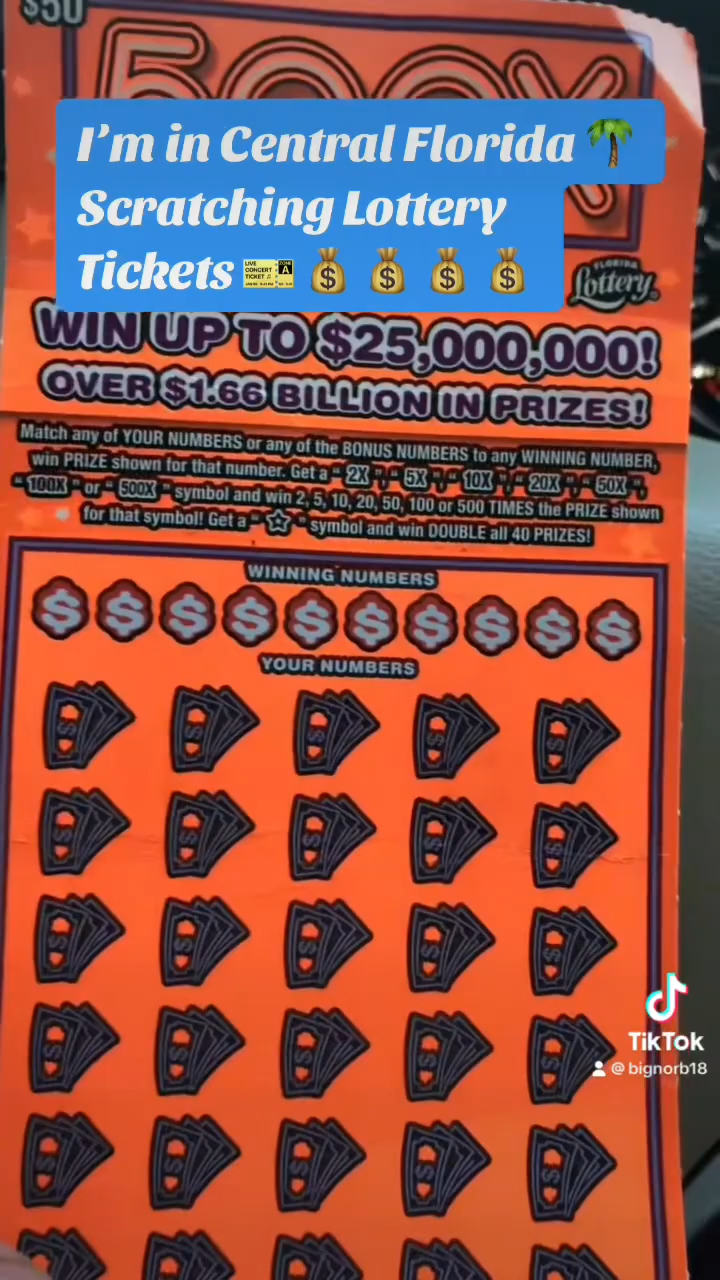 $50
500X
I’m in Central Florida 🌴
Scratching Lottery
Tickets 🎫 💰 💰 💰 💰
FLORIDA
Lottery
WIN UP TO $25,000,000!
OVER $1.66 BILLION IN PRIZES!
Match any of YOUR NUMBERS or any of the BONUS NUMBERS to any WINNING NUMBER,
win PRIZE shown for that number. Get a " 2X ", " 5X ", " 10X ", " 20X ", " 50X ",
" 100X " or " 500X " symbol and win 2, 5, 10, 20, 50, 100 or 500 TIMES the PRIZE shown
for that symbol! Get a " ☆ " symbol and win DOUBLE all 40 PRIZES!
WINNING NUMBERS
$ $ $ $ $ $ $ $ $ $
YOUR NUMBERS
TikTok
@bignorb18